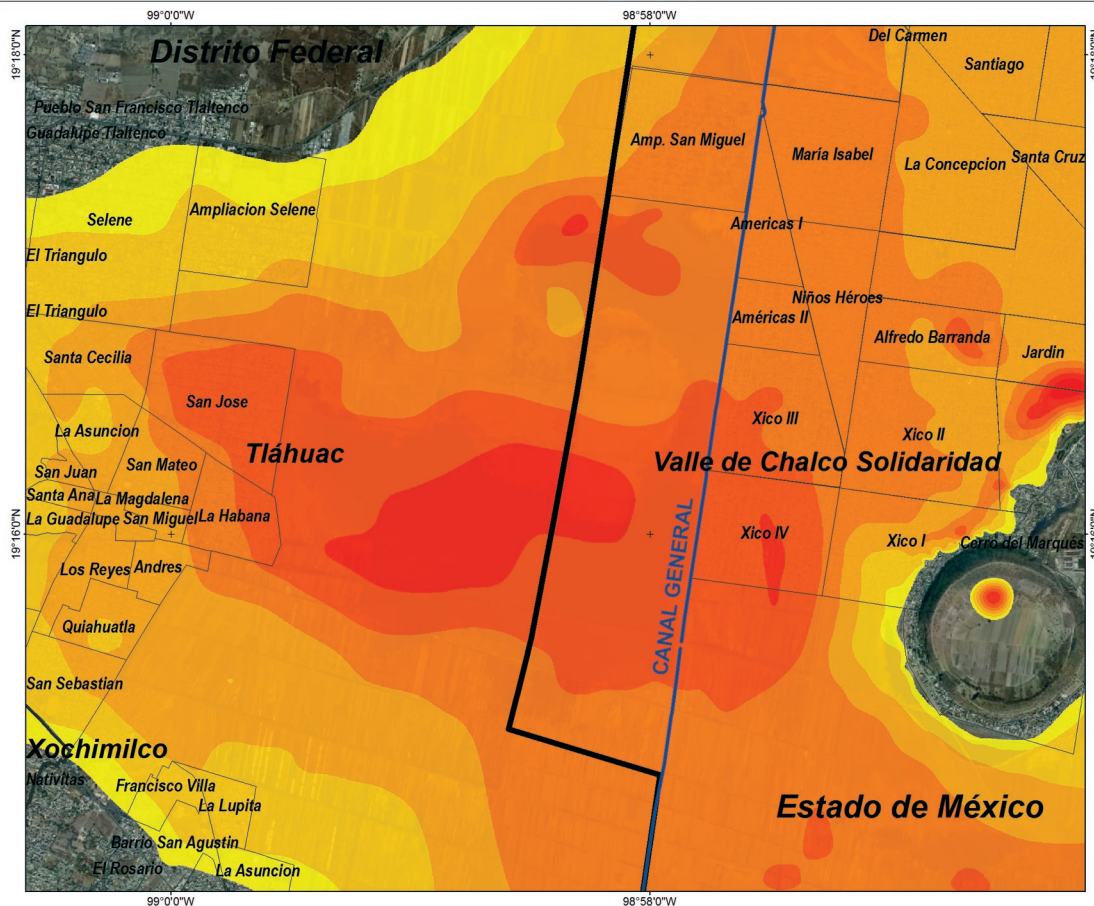 99°0'0"W
98°58'0"W
19°18'0"N
Distrito Federal
Del Carmen
Santiago
Pueblo San Francisco Tlaltenco
Guadalupe Tlaltenco
Amp. San Miguel
María Isabel
La Concepcion
Santa Cruz
Selene
Ampliacion Selene
Americas I
El Triangulo
Niños Héroes
El Triangulo
Américas II
Alfredo Barranda
Jardin
Santa Cecilia
San Jose
Xico III
Xico II
La Asuncion
Tláhuac
Valle de Chalco Solidaridad
San Juan
San Mateo
Santa Ana
La Magdalena
La Guadalupe
San Miguel
La Habana
Xico IV
Xico I
Cerro del Marqués
19°16'0"N
19°16'0"N
Los Reyes
Andres
CANAL GENERAL
Quiahuatla
San Sebastian
Xochimilco
Nativitas
Francisco Villa
La Lupita
Estado de México
Barrio San Agustin
El Rosario
La Asuncion
99°0'0"W
98°58'0"W